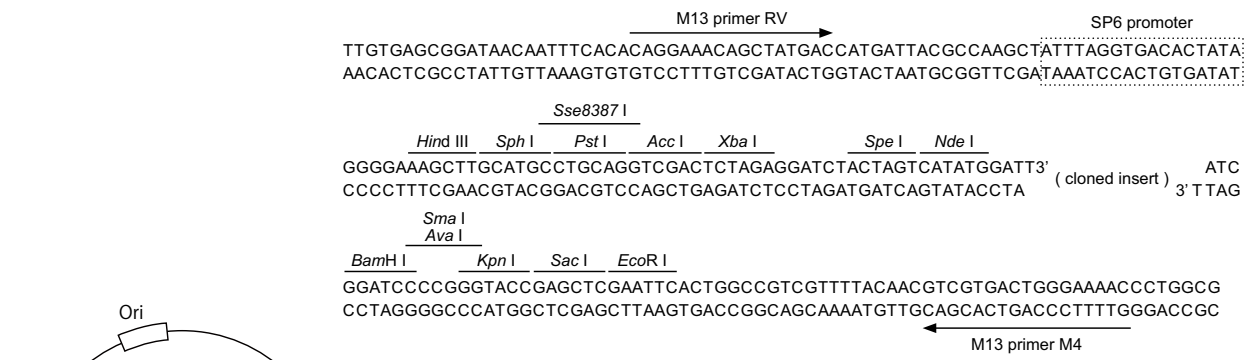 M13 primer RV
SP6 promoter
TTGTGAGCGGATAACAATTTCACACAGGAAACAGCTATGACCATGATTACGCCAAGCTATTTAGGTGACACTATA
AACACTCGCCTATTGTTAAAGTGTGTCCTTTGTCGATACTGGTACTAATGCGGTTCGATAAATCCACTGTGATAT
Sse8387 I
Hind III Sph I Pst I Acc I Xba I Spe I Nde I
GGGGAAAGCTTGCATGCCTGCAGGTCGACTCTAGAGGATCTACTAGTCATATGGATT3' ( cloned insert ) ATC
CCCCTTTCGAACGTACGGACGTCCAGCTGAGATCTCCTAGATGATCAGTATACCTA 3' TTAG
Sma I
Ava I
BamH I Kpn I Sac I EcoR I
GGATCCCCGGGTACCGAGCTCGAATTCACTGGCCGTCGTTTTACAACGTCGTGACTGGGAAAACCCTGGCG
CCTAGGGGCCCATGGCTCGAGCTTAAGTGACCGGCAGCAAAATGTTGCAGCACTGACCCTTTTGGGACCGC
Ori
M13 primer M4